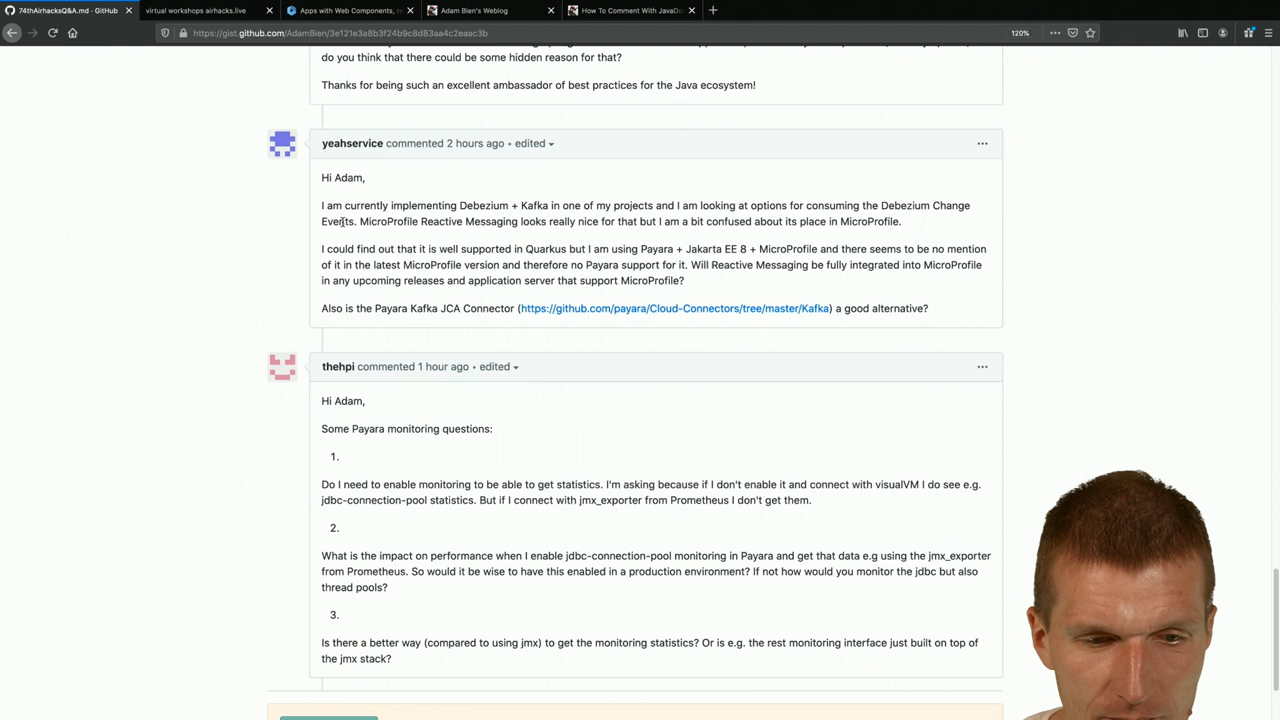 74thAirhacksQ&A.md · GitHub
virtual workshops airhacks.live
Apps with Web Components, r
Adam Bien's Weblog
How To Comment With JavaDo
https://gist.github.com/AdamBien/3e121e3a8b3f24b9c8d83aa4c2eaac3b
120%
do you think that there could be some hidden reason for that?
Thanks for being such an excellent ambassador of best practices for the Java ecosystem!
yeahservice commented 2 hours ago • edited
Hi Adam,
I am currently implementing Debezium + Kafka in one of my projects and I am looking at options for consuming the Debezium Change
Events. MicroProfile Reactive Messaging looks really nice for that but I am a bit confused about its place in MicroProfile.
I could find out that it is well supported in Quarkus but I am using Payara + Jakarta EE 8 + MicroProfile and there seems to be no mention
of it in the latest MicroProfile version and therefore no Payara support for it. Will Reactive Messaging be fully integrated into MicroProfile
in any upcoming releases and application server that support MicroProfile?
Also is the Payara Kafka JCA Connector (https://github.com/payara/Cloud-Connectors/tree/master/Kafka) a good alternative?
thehpi commented 1 hour ago • edited
Hi Adam,
Some Payara monitoring questions:
1.
Do I need to enable monitoring to be able to get statistics. I'm asking because if I don't enable it and connect with visualVM I do see e.g.
jdbc-connection-pool statistics. But if I connect with jmx_exporter from Prometheus I don't get them.
2.
What is the impact on performance when I enable jdbc-connection-pool monitoring in Payara and get that data e.g using the jmx_exporter
from Prometheus. So would it be wise to have this enabled in a production environment? If not how would you monitor the jdbc but also
thread pools?
3.
Is there a better way (compared to using jmx) to get the monitoring statistics? Or is e.g. the rest monitoring interface just built on top of
the jmx stack?